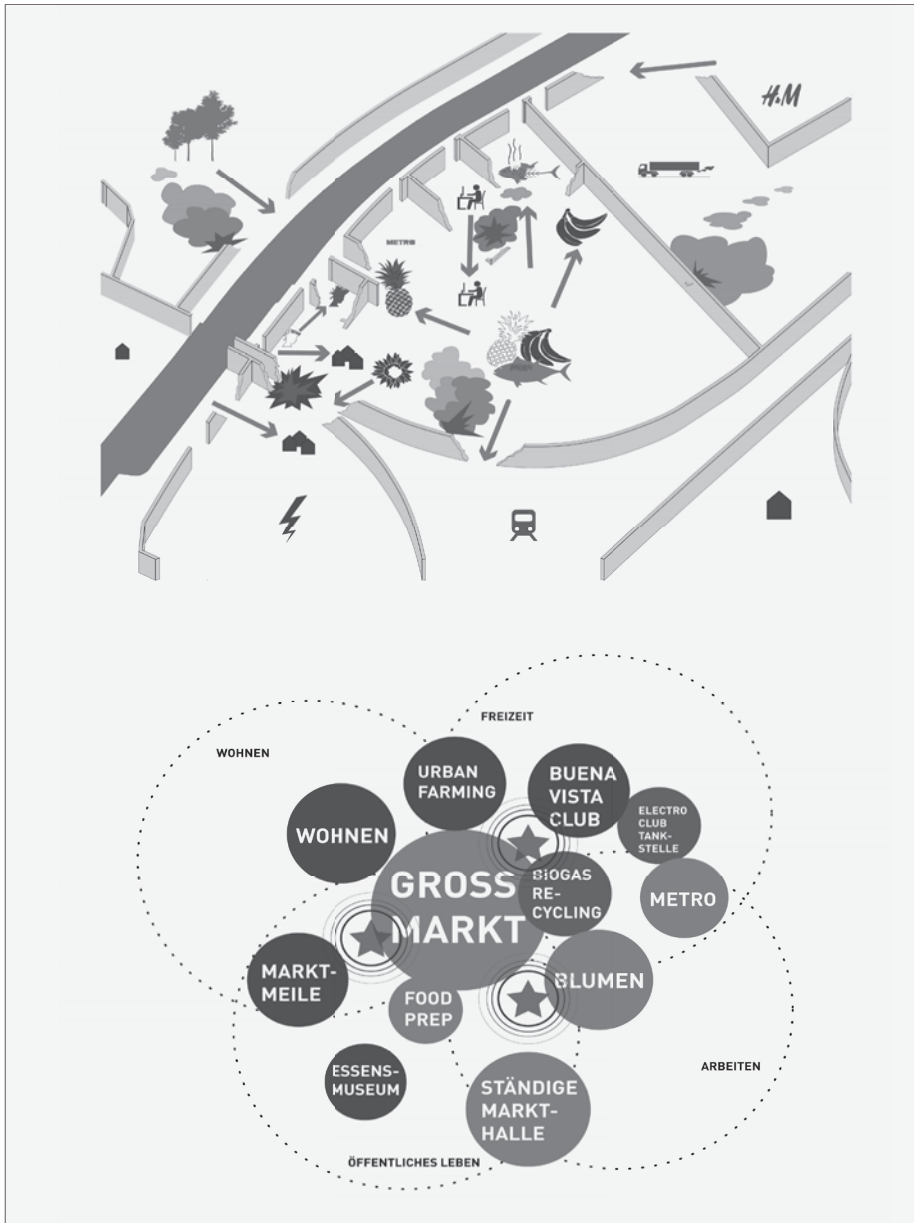 H&M
METRO
FREIZEIT
WOHNEN
URBAN
FARMING
BUENA
VISTA
CLUB
ELECTRO
CLUB
TANK-
STELLE
WOHNEN
GROSS
MARKT
BIOGAS
RE-
CYCLING
METRO
MARKT-
MEILE
BLUMEN
FOOD
PREP
ESSENS-
MUSEUM
STÄNDIGE
MARKT-
HALLE
ARBEITEN
ÖFFENTLICHES LEBEN